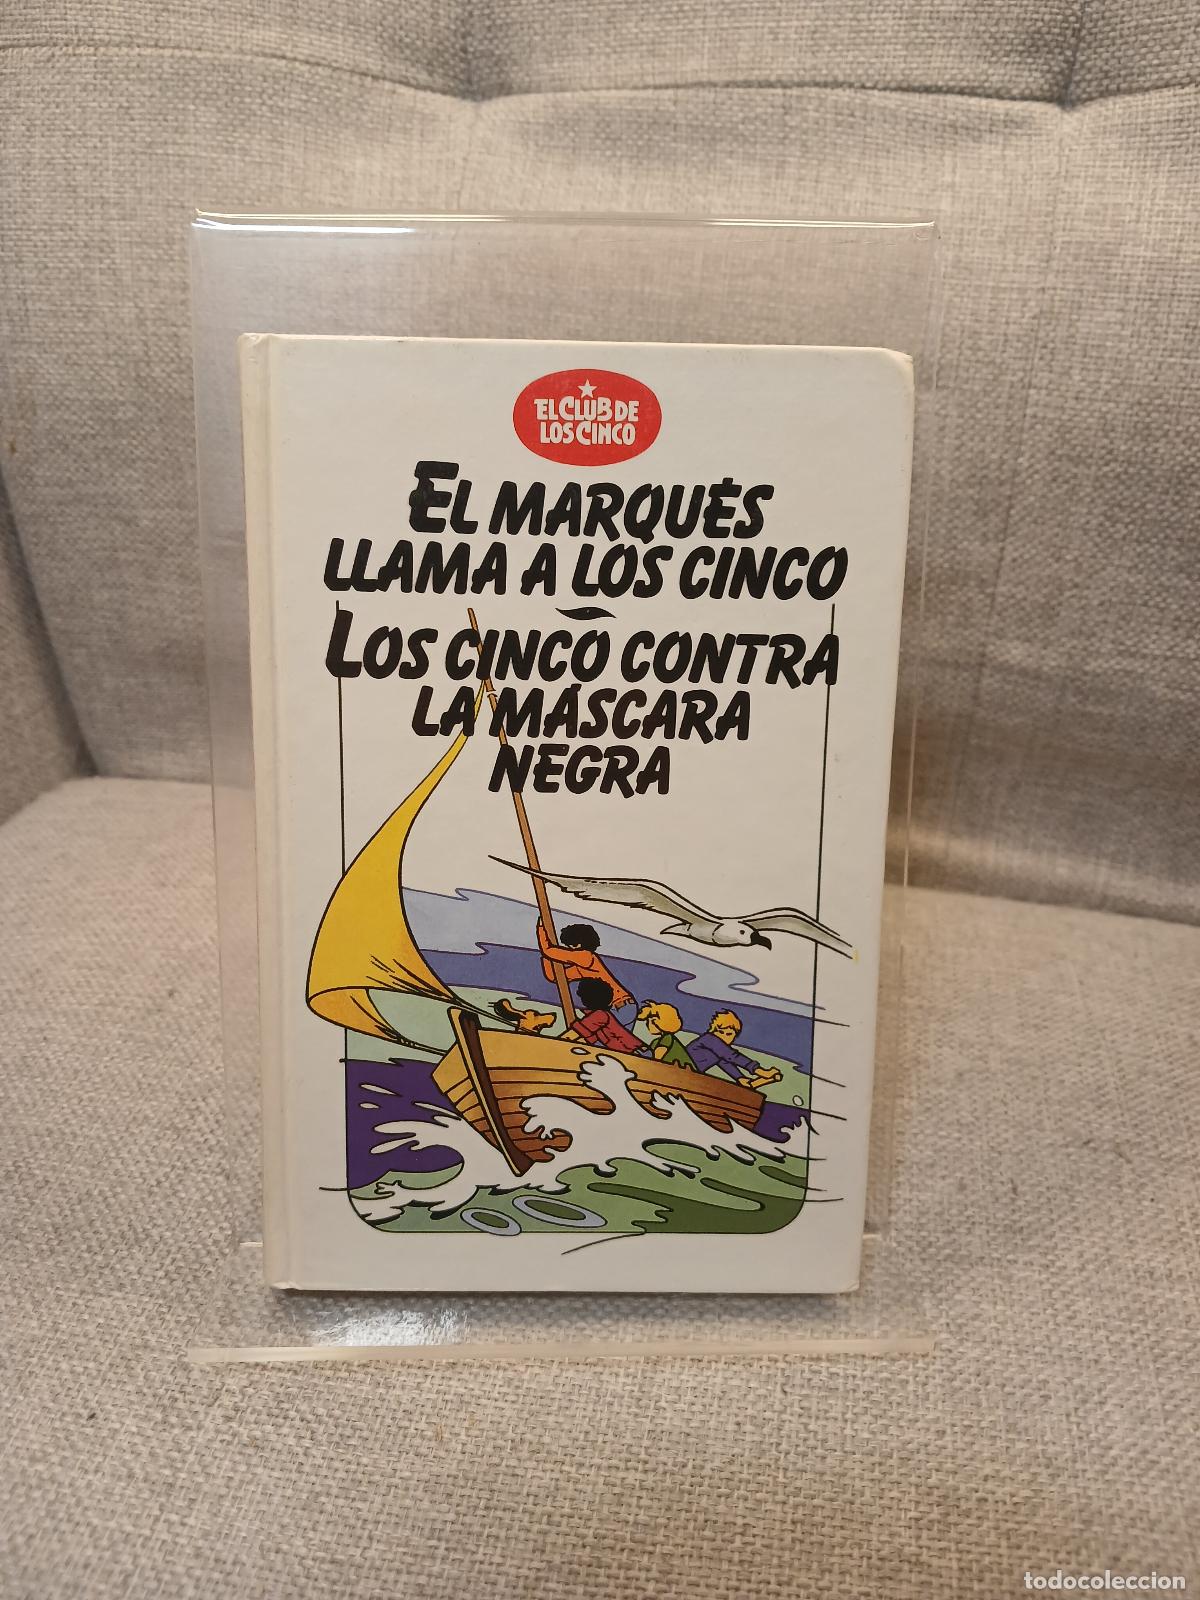 EL CLUB DE
LOS CINCO
EL MARQUÉS
LLAMA A LOS CINCO
LOS CINCO CONTRA
LA MÁSCARA
NEGRA
todocoleccion